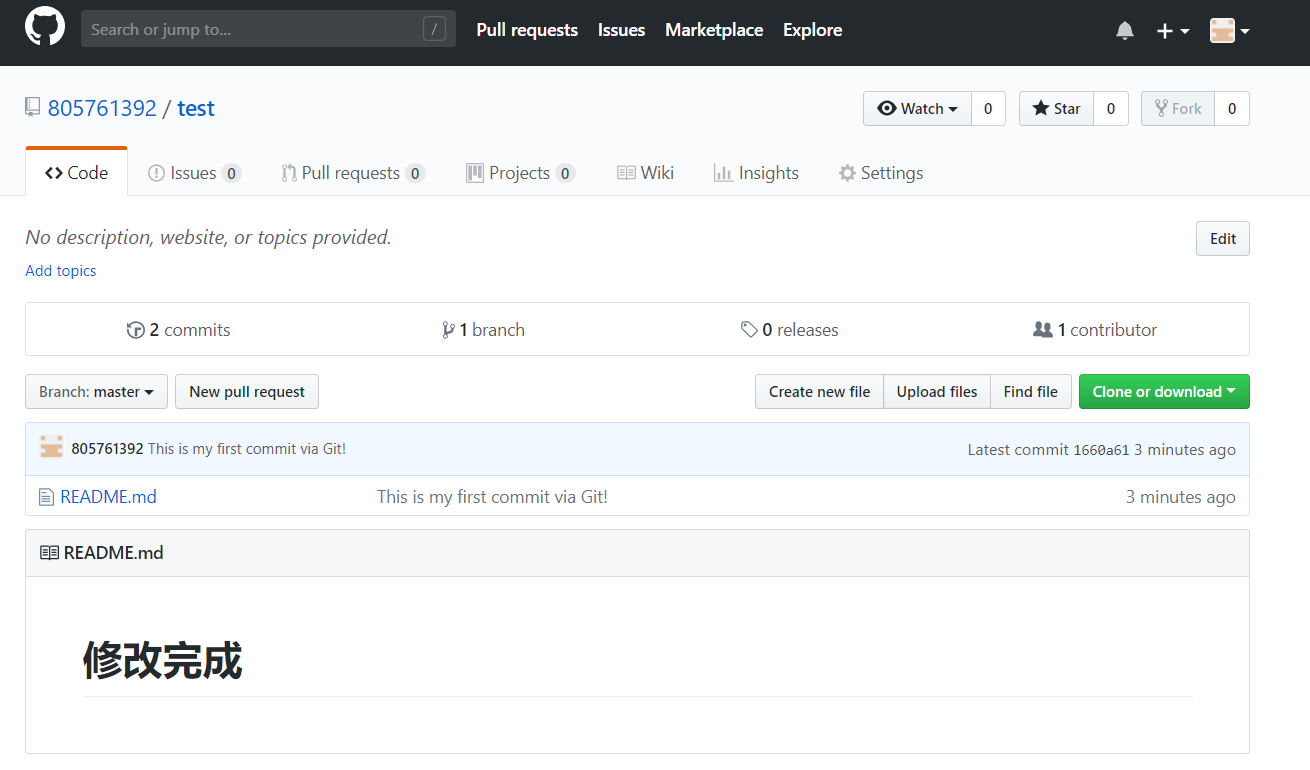 Search or jump to... / Pull requests Issues Marketplace Explore
805761392 / test Watch 0 Star 0 Fork 0
Code Issues 0 Pull requests 0 Projects 0 Wiki Insights Settings
No description, website, or topics provided. Edit
Add topics
2 commits 1 branch 0 releases 1 contributor
Branch: master New pull request Create new file Upload files Find file Clone or download
805761392 This is my first commit via Git! Latest commit 1660a61 3 minutes ago
README.md This is my first commit via Git! 3 minutes ago
README.md
修改完成